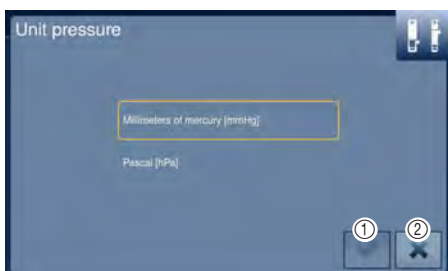 Unit pressure
Millimeters of mercury [mmHg]
Pascal [hPa]
① ②